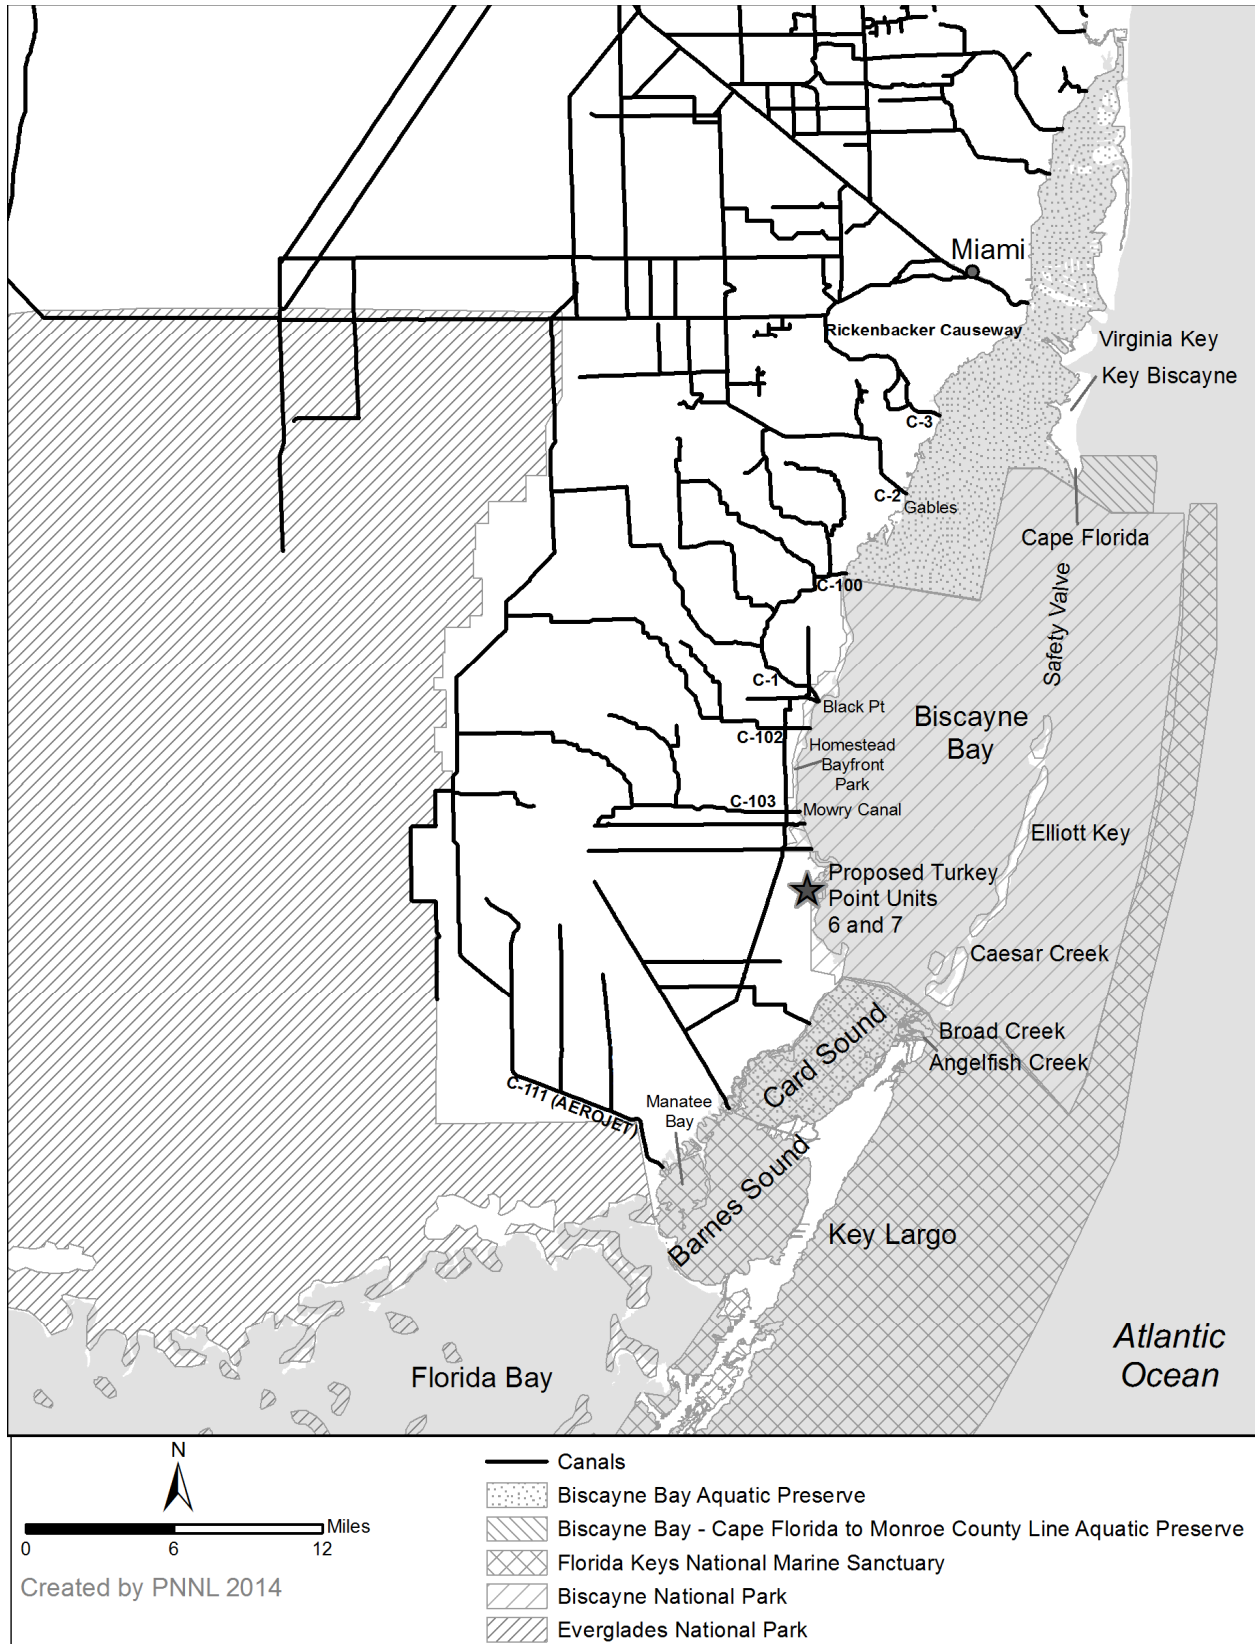 Miami
Rickenbacker Causeway
Virginia Key
Key Biscayne
C-3
C-2
Gables
Cape Florida
C-100
Safety Valve
C-1
Black Pt
Biscayne
Bay
C-102
Homestead
Bayfront
Park
C-103
Mowry Canal
Elliott Key
Proposed Turkey
Point Units
6 and 7
Caesar Creek
Card Sound
Broad Creek
Angelfish Creek
C-111 (AEROJET)
Manatee
Bay
Barnes Sound
Key Largo
Atlantic
Ocean
Florida Bay
N
Miles
0 6 12
Created by PNNL 2014
Canals
Biscayne Bay Aquatic Preserve
Biscayne Bay - Cape Florida to Monroe County Line Aquatic Preserve
Florida Keys National Marine Sanctuary
Biscayne National Park
Everglades National Park